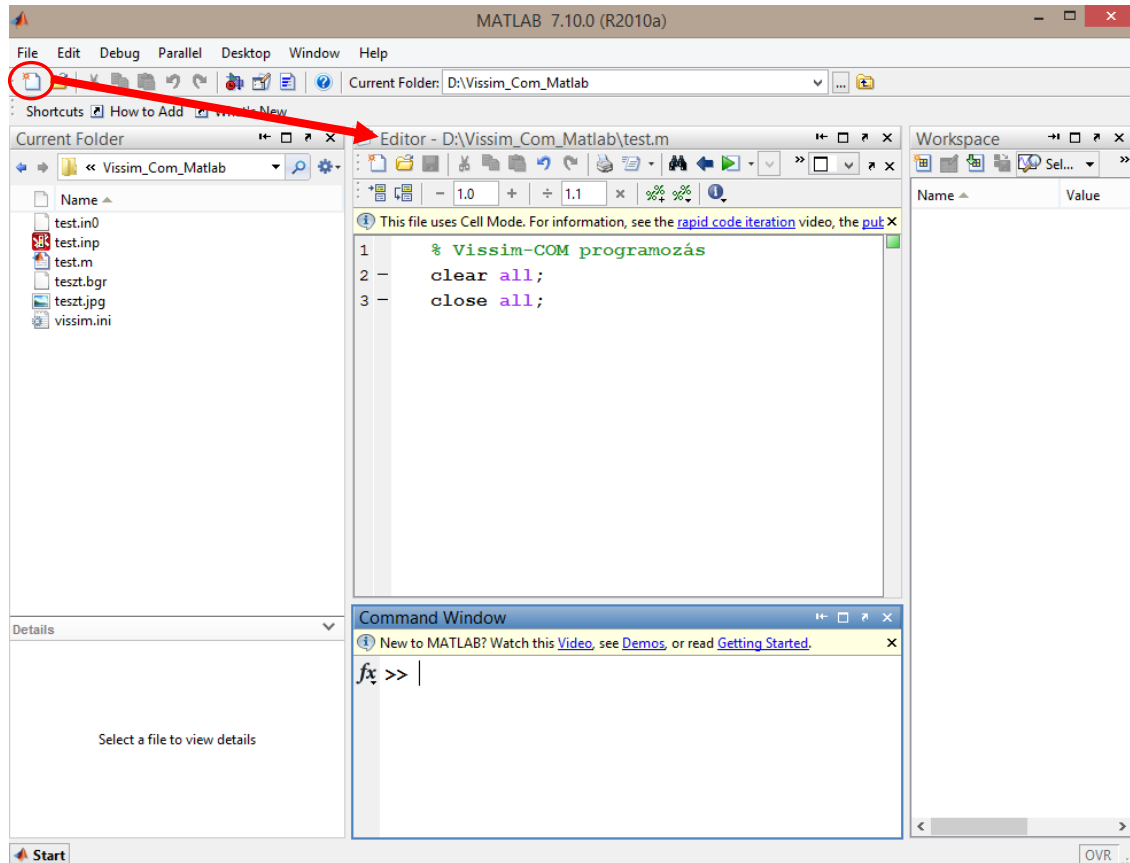 MATLAB 7.10.0 (R2010a)
File Edit Debug Parallel Desktop Window Help
Current Folder: D:\Vissim_Com_Matlab
Shortcuts How to Add What's New
Current Folder
« Vissim_Com_Matlab
Name
test.in0
test.inp
test.m
teszt.bgr
teszt.jpg
vissim.ini
Details
Select a file to view details
Editor - D:\Vissim_Com_Matlab\test.m
− 1.0 + ÷ 1.1 ×
This file uses Cell Mode. For information, see the rapid code iteration video, the pub
1 % Vissim-COM programozás
2 − clear all;
3 − close all;
Command Window
New to MATLAB? Watch this Video, see Demos, or read Getting Started.
fx >>
Workspace
Sel...
Name Value
Start
OVR